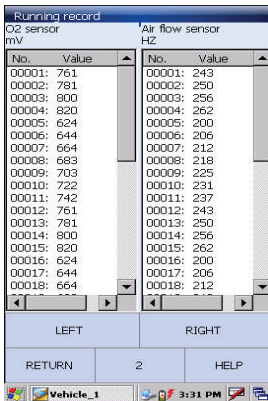 Running record
O2 sensor Air flow sensor
mV HZ
No. Value No. Value
00001: 761 00001: 243
00002: 781 00002: 250
00003: 800 00003: 256
00004: 820 00004: 262
00005: 624 00005: 200
00006: 644 00006: 206
00007: 664 00007: 212
00008: 683 00008: 218
00009: 703 00009: 225
00010: 722 00010: 231
00011: 742 00011: 237
00012: 761 00012: 243
00013: 781 00013: 250
00014: 800 00014: 256
00015: 820 00015: 262
00016: 624 00016: 200
00017: 644 00017: 206
00018: 664 00018: 212
LEFT RIGHT
RETURN 2 HELP
Vehicle_1 3:31 PM